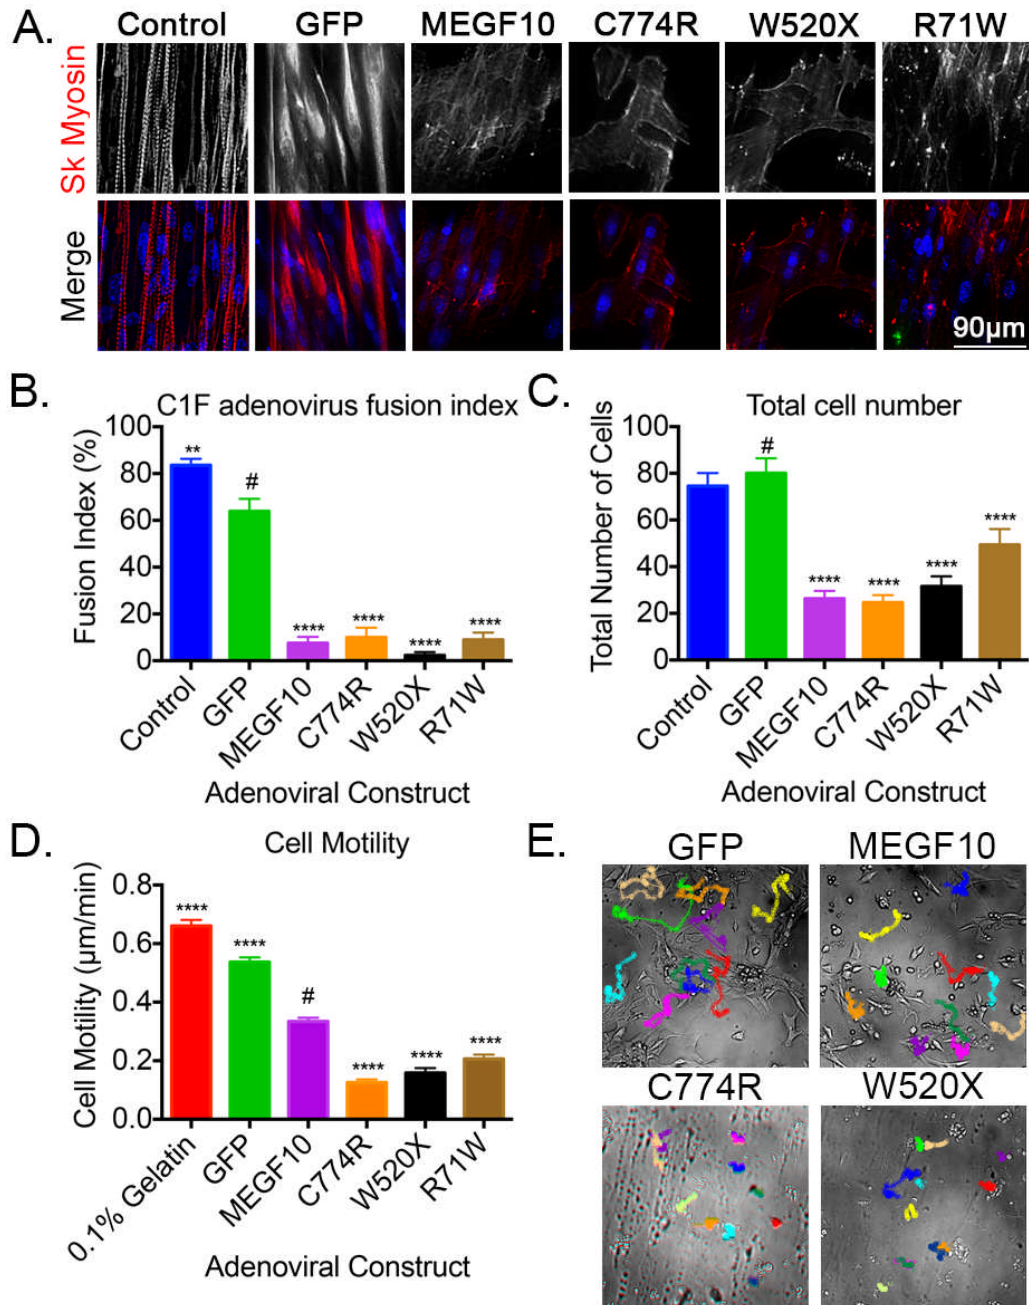 A.
Control GFP MEGF10 C774R W520X R71W
Sk Myosin
Merge
90µm
B.
C1F adenovirus fusion index
Fusion Index (%)
100
80
60
40
20
0
**
#
****
****
****
****
Control
GFP
MEGF10
C774R
W520X
R71W
Adenoviral Construct
C.
Total cell number
Total Number of Cells
100
80
60
40
20
0
#
****
****
****
****
Control
GFP
MEGF10
C774R
W520X
R71W
Adenoviral Construct
D.
Cell Motility
Cell Motility (µm/min)
0.8
0.6
0.4
0.2
0.0
****
****
#
****
****
****
0.1% Gelatin
GFP
MEGF10
C774R
W520X
R71W
Adenoviral Construct
E.
GFP MEGF10
C774R W520X